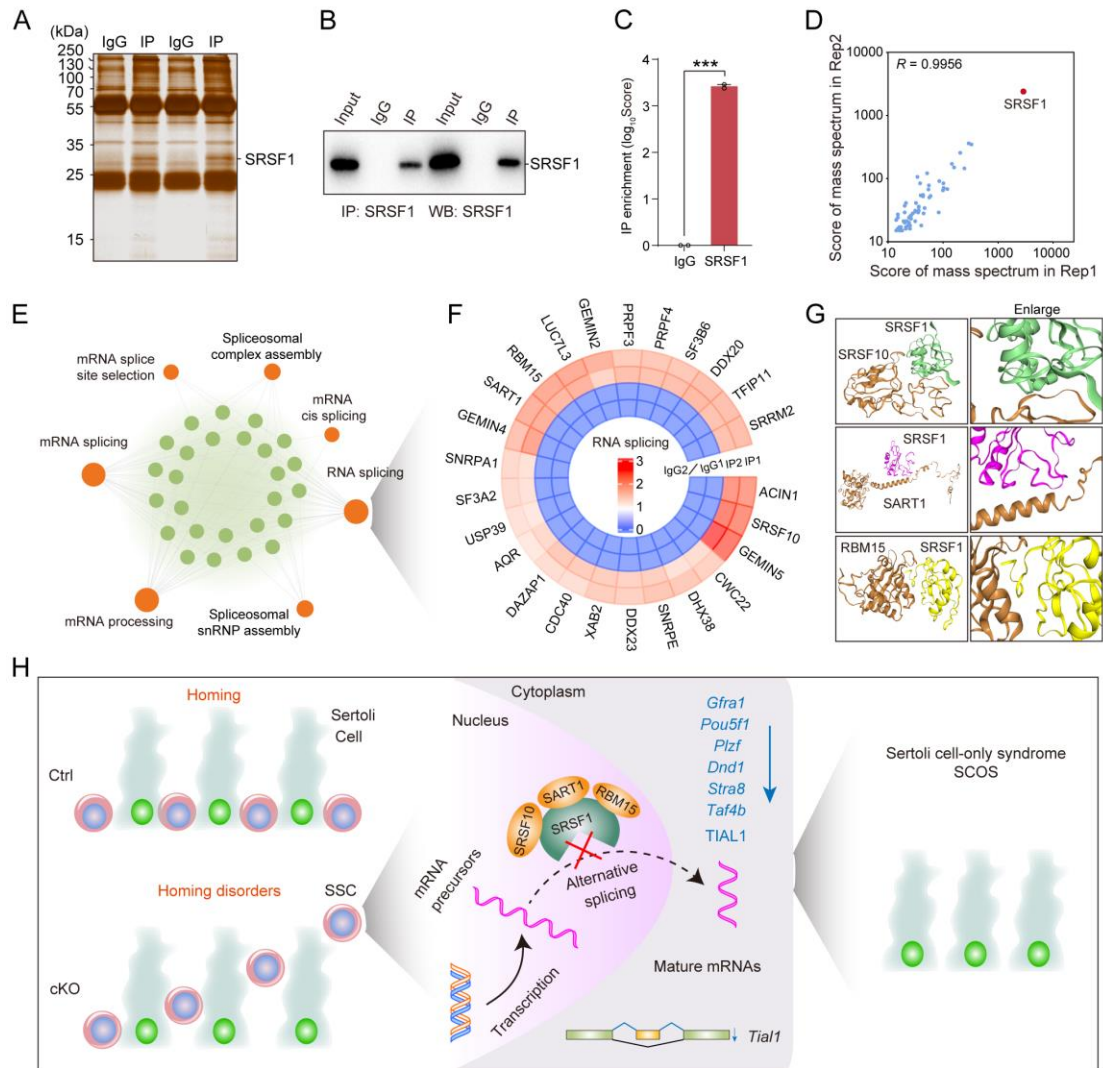 A
(kDa)
IgG IP IgG IP
250
130
100
70
55
35
25
15
SRSF1
B
Input IgG IP Input IgG IP
SRSF1
IP: SRSF1 WB: SRSF1
C
IP enrichment (log10Score)
4
3
2
1
0
***
IgG SRSF1
D
Score of mass spectrum in Rep2
10000
1000
100
10
R = 0.9956
SRSF1
10 100 1000 10000
Score of mass spectrum in Rep1
E
Spliceosomal
complex assembly
mRNA splice
site selection
mRNA
cis splicing
mRNA splicing
RNA splicing
mRNA processing
Spliceosomal
snRNP assembly
F
GEMIN4
SART1
RBM15
LUC7L3
GEMIN2
PRPF3
PRPF4
SF3B6
DDX20
TFIP11
SRRM2
IgG2 IgG1 IP2 IP1
ACIN1
SRSF10
GEMIN5
CWC22
DHX38
SNRPE
DDX23
XAB2
CDC40
DAZAP1
AQR
USP39
SF3A2
SNRPA1
RNA splicing
3
2
1
0
G
Enlarge
SRSF1
SRSF10
SRSF1
SART1
RBM15 SRSF1
H
Homing
Sertoli
Cell
Ctrl
Homing disorders
SSC
cKO
Cytoplasm
Nucleus
SRSF10
SART1
RBM15
SRSF1
mRNA
precursors
Alternative
splicing
Transcription
Gfra1
Pou5f1
Plzf
Dnd1
Stra8
Taf4b
TIAL1
Mature mRNAs
Tial1
Sertoli cell-only syndrome
SCOS